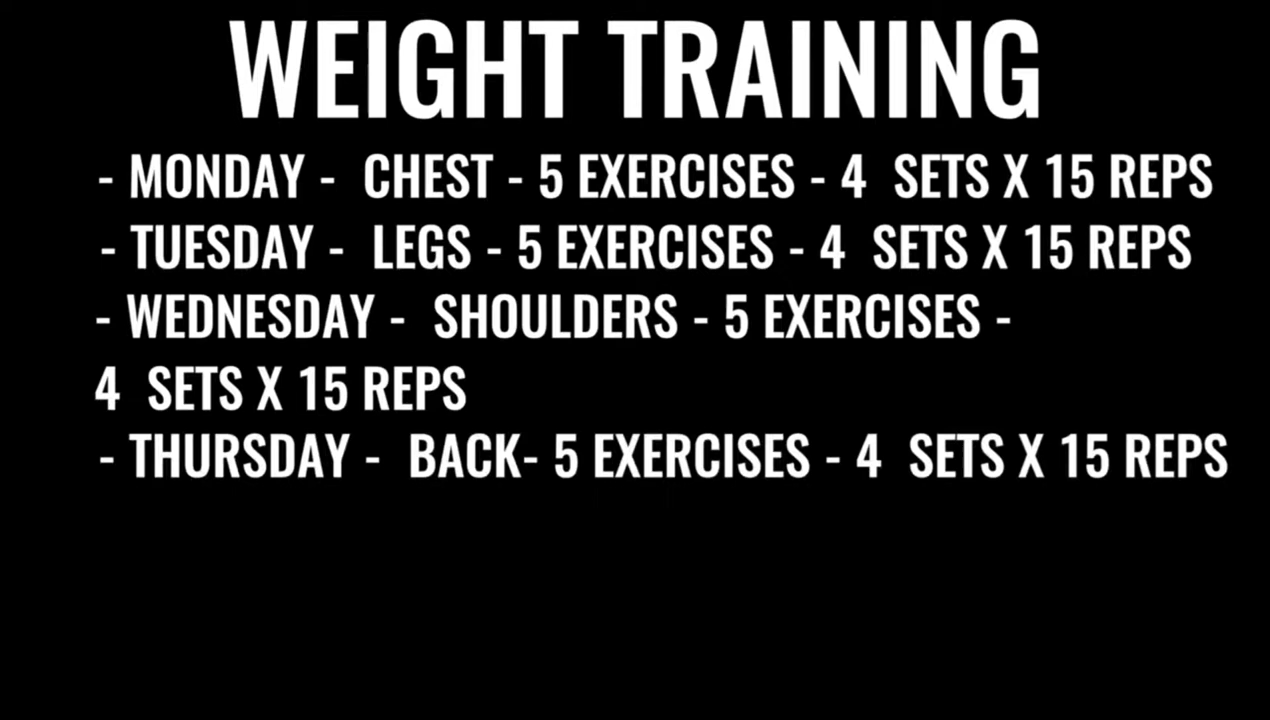 WEIGHT TRAINING
- MONDAY -  CHEST - 5 EXERCISES - 4  SETS X 15 REPS
- TUESDAY -  LEGS - 5 EXERCISES - 4  SETS X 15 REPS
- WEDNESDAY -  SHOULDERS - 5 EXERCISES -
4  SETS X 15 REPS
- THURSDAY -  BACK- 5 EXERCISES - 4  SETS X 15 REPS